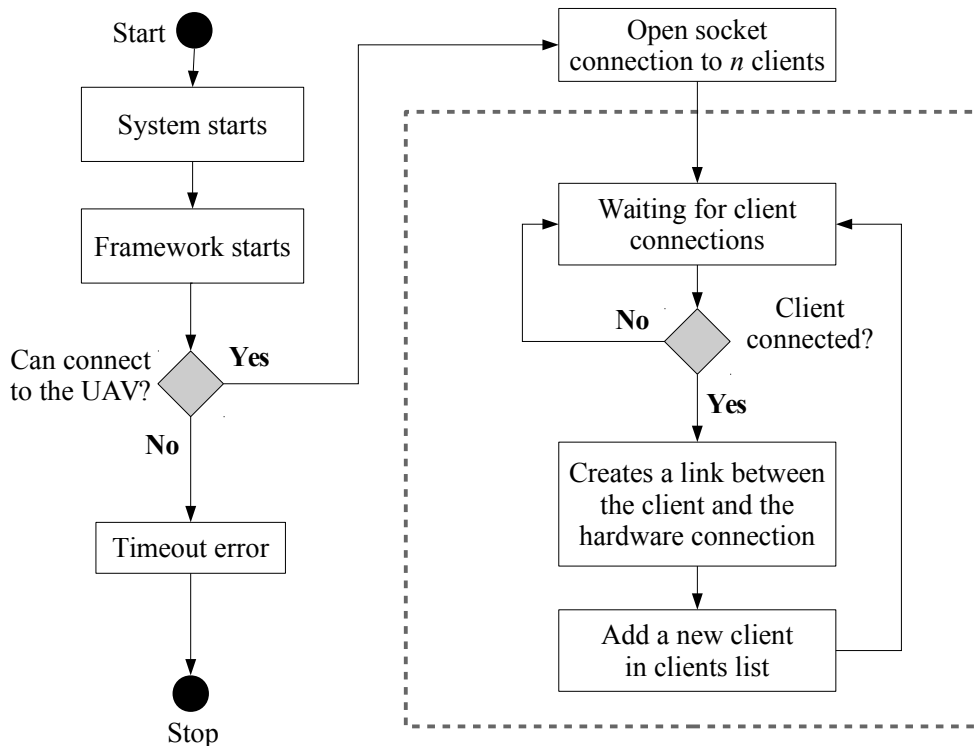 Start
System starts
Framework starts
Can connect
to the UAV?
Yes
No
Timeout error
Stop
Open socket
connection to n clients
Waiting for client
connections
No
Client
connected?
Yes
Creates a link between
the client and the
hardware connection
Add a new client
in clients list